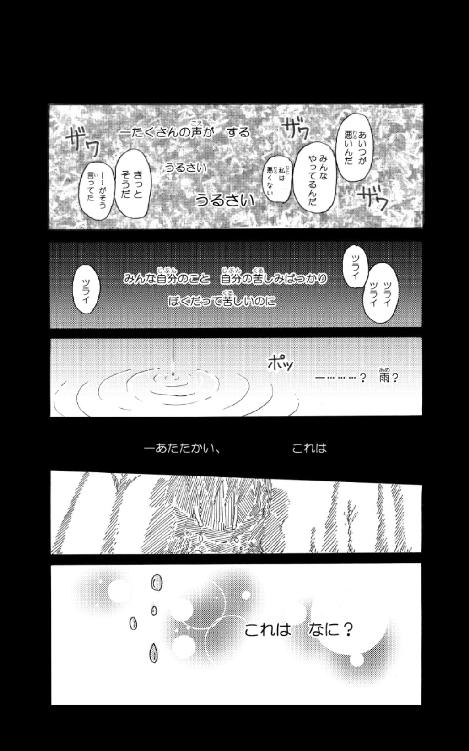 ザワ
ザワ
ザワ
あいつが
悪いんだ
みんな
やってるんだ
私は
悪くない
―たくさんの声が する
うるさい
うるさい
きっと
そうだ
――がそう
言ってた
ツライ
ツライ
ツライ
みんな自分のこと 自分の苦しみばっかり
ぼくだって苦しいのに
ツライ
ポッ
―………? 雨?
―あたたかい、 これは
これは なに?